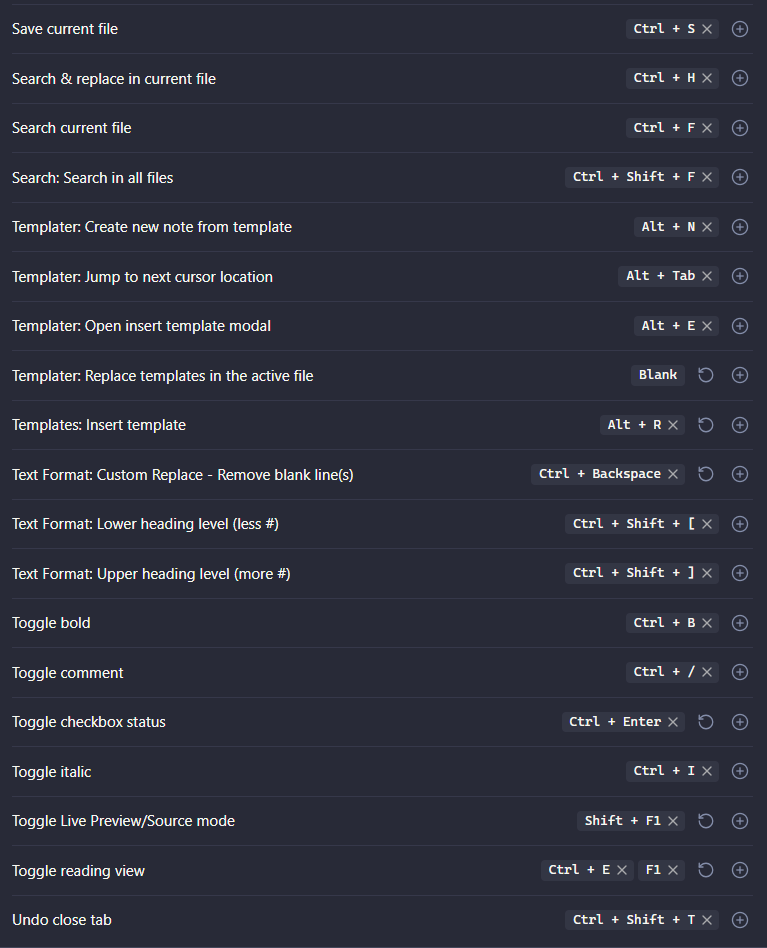 Save current file Ctrl + S
Search & replace in current file Ctrl + H
Search current file Ctrl + F
Search: Search in all files Ctrl + Shift + F
Templater: Create new note from template Alt + N
Templater: Jump to next cursor location Alt + Tab
Templater: Open insert template modal Alt + E
Templater: Replace templates in the active file Blank
Templates: Insert template Alt + R
Text Format: Custom Replace - Remove blank line(s) Ctrl + Backspace
Text Format: Lower heading level (less #) Ctrl + Shift + [
Text Format: Upper heading level (more #) Ctrl + Shift + ]
Toggle bold Ctrl + B
Toggle comment Ctrl + /
Toggle checkbox status Ctrl + Enter
Toggle italic Ctrl + I
Toggle Live Preview/Source mode Shift + F1
Toggle reading view Ctrl + E F1
Undo close tab Ctrl + Shift + T